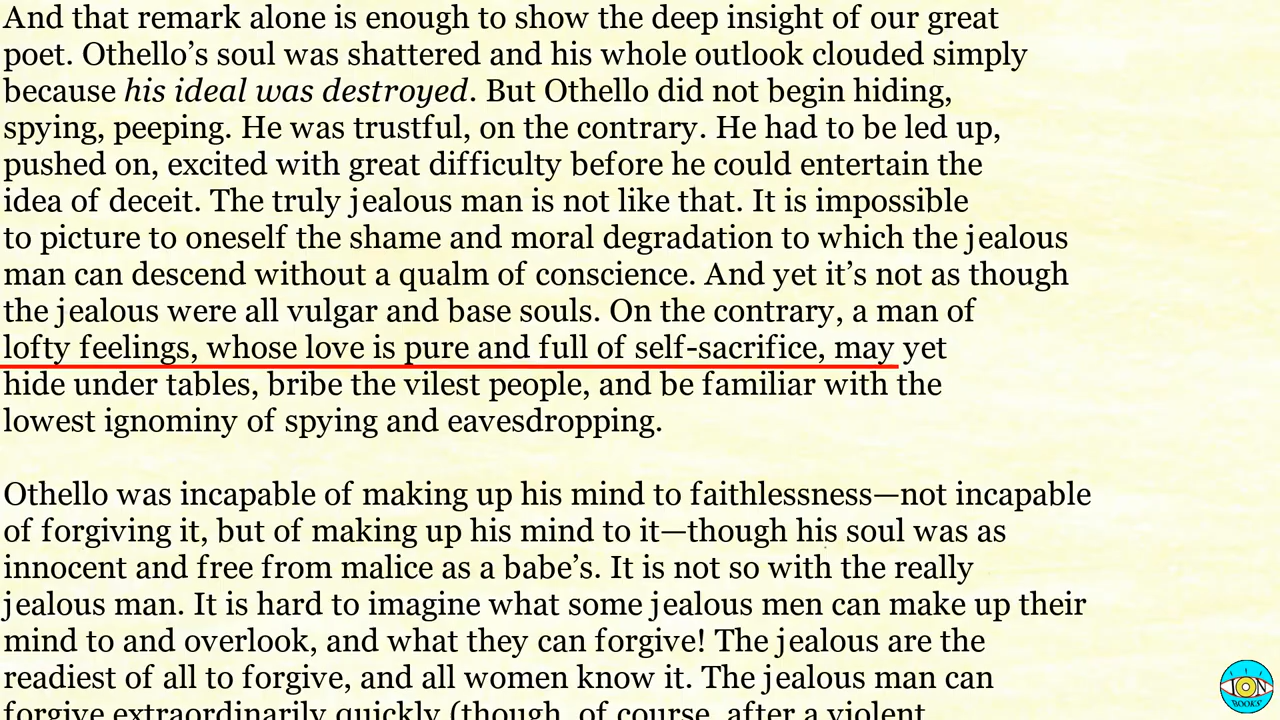 And that remark alone is enough to show the deep insight of our great
poet. Othello’s soul was shattered and his whole outlook clouded simply
because his ideal was destroyed. But Othello did not begin hiding,
spying, peeping. He was trustful, on the contrary. He had to be led up,
pushed on, excited with great difficulty before he could entertain the
idea of deceit. The truly jealous man is not like that. It is impossible
to picture to oneself the shame and moral degradation to which the jealous
man can descend without a qualm of conscience. And yet it’s not as though
the jealous were all vulgar and base souls. On the contrary, a man of
lofty feelings, whose love is pure and full of self-sacrifice, may yet
hide under tables, bribe the vilest people, and be familiar with the
lowest ignominy of spying and eavesdropping.
Othello was incapable of making up his mind to faithlessness—not incapable
of forgiving it, but of making up his mind to it—though his soul was as
innocent and free from malice as a babe’s. It is not so with the really
jealous man. It is hard to imagine what some jealous men can make up their
mind to and overlook, and what they can forgive! The jealous are the
readiest of all to forgive, and all women know it. The jealous man can
forgive extraordinarily quickly (though, of course, after a violent
ION
BOOKS